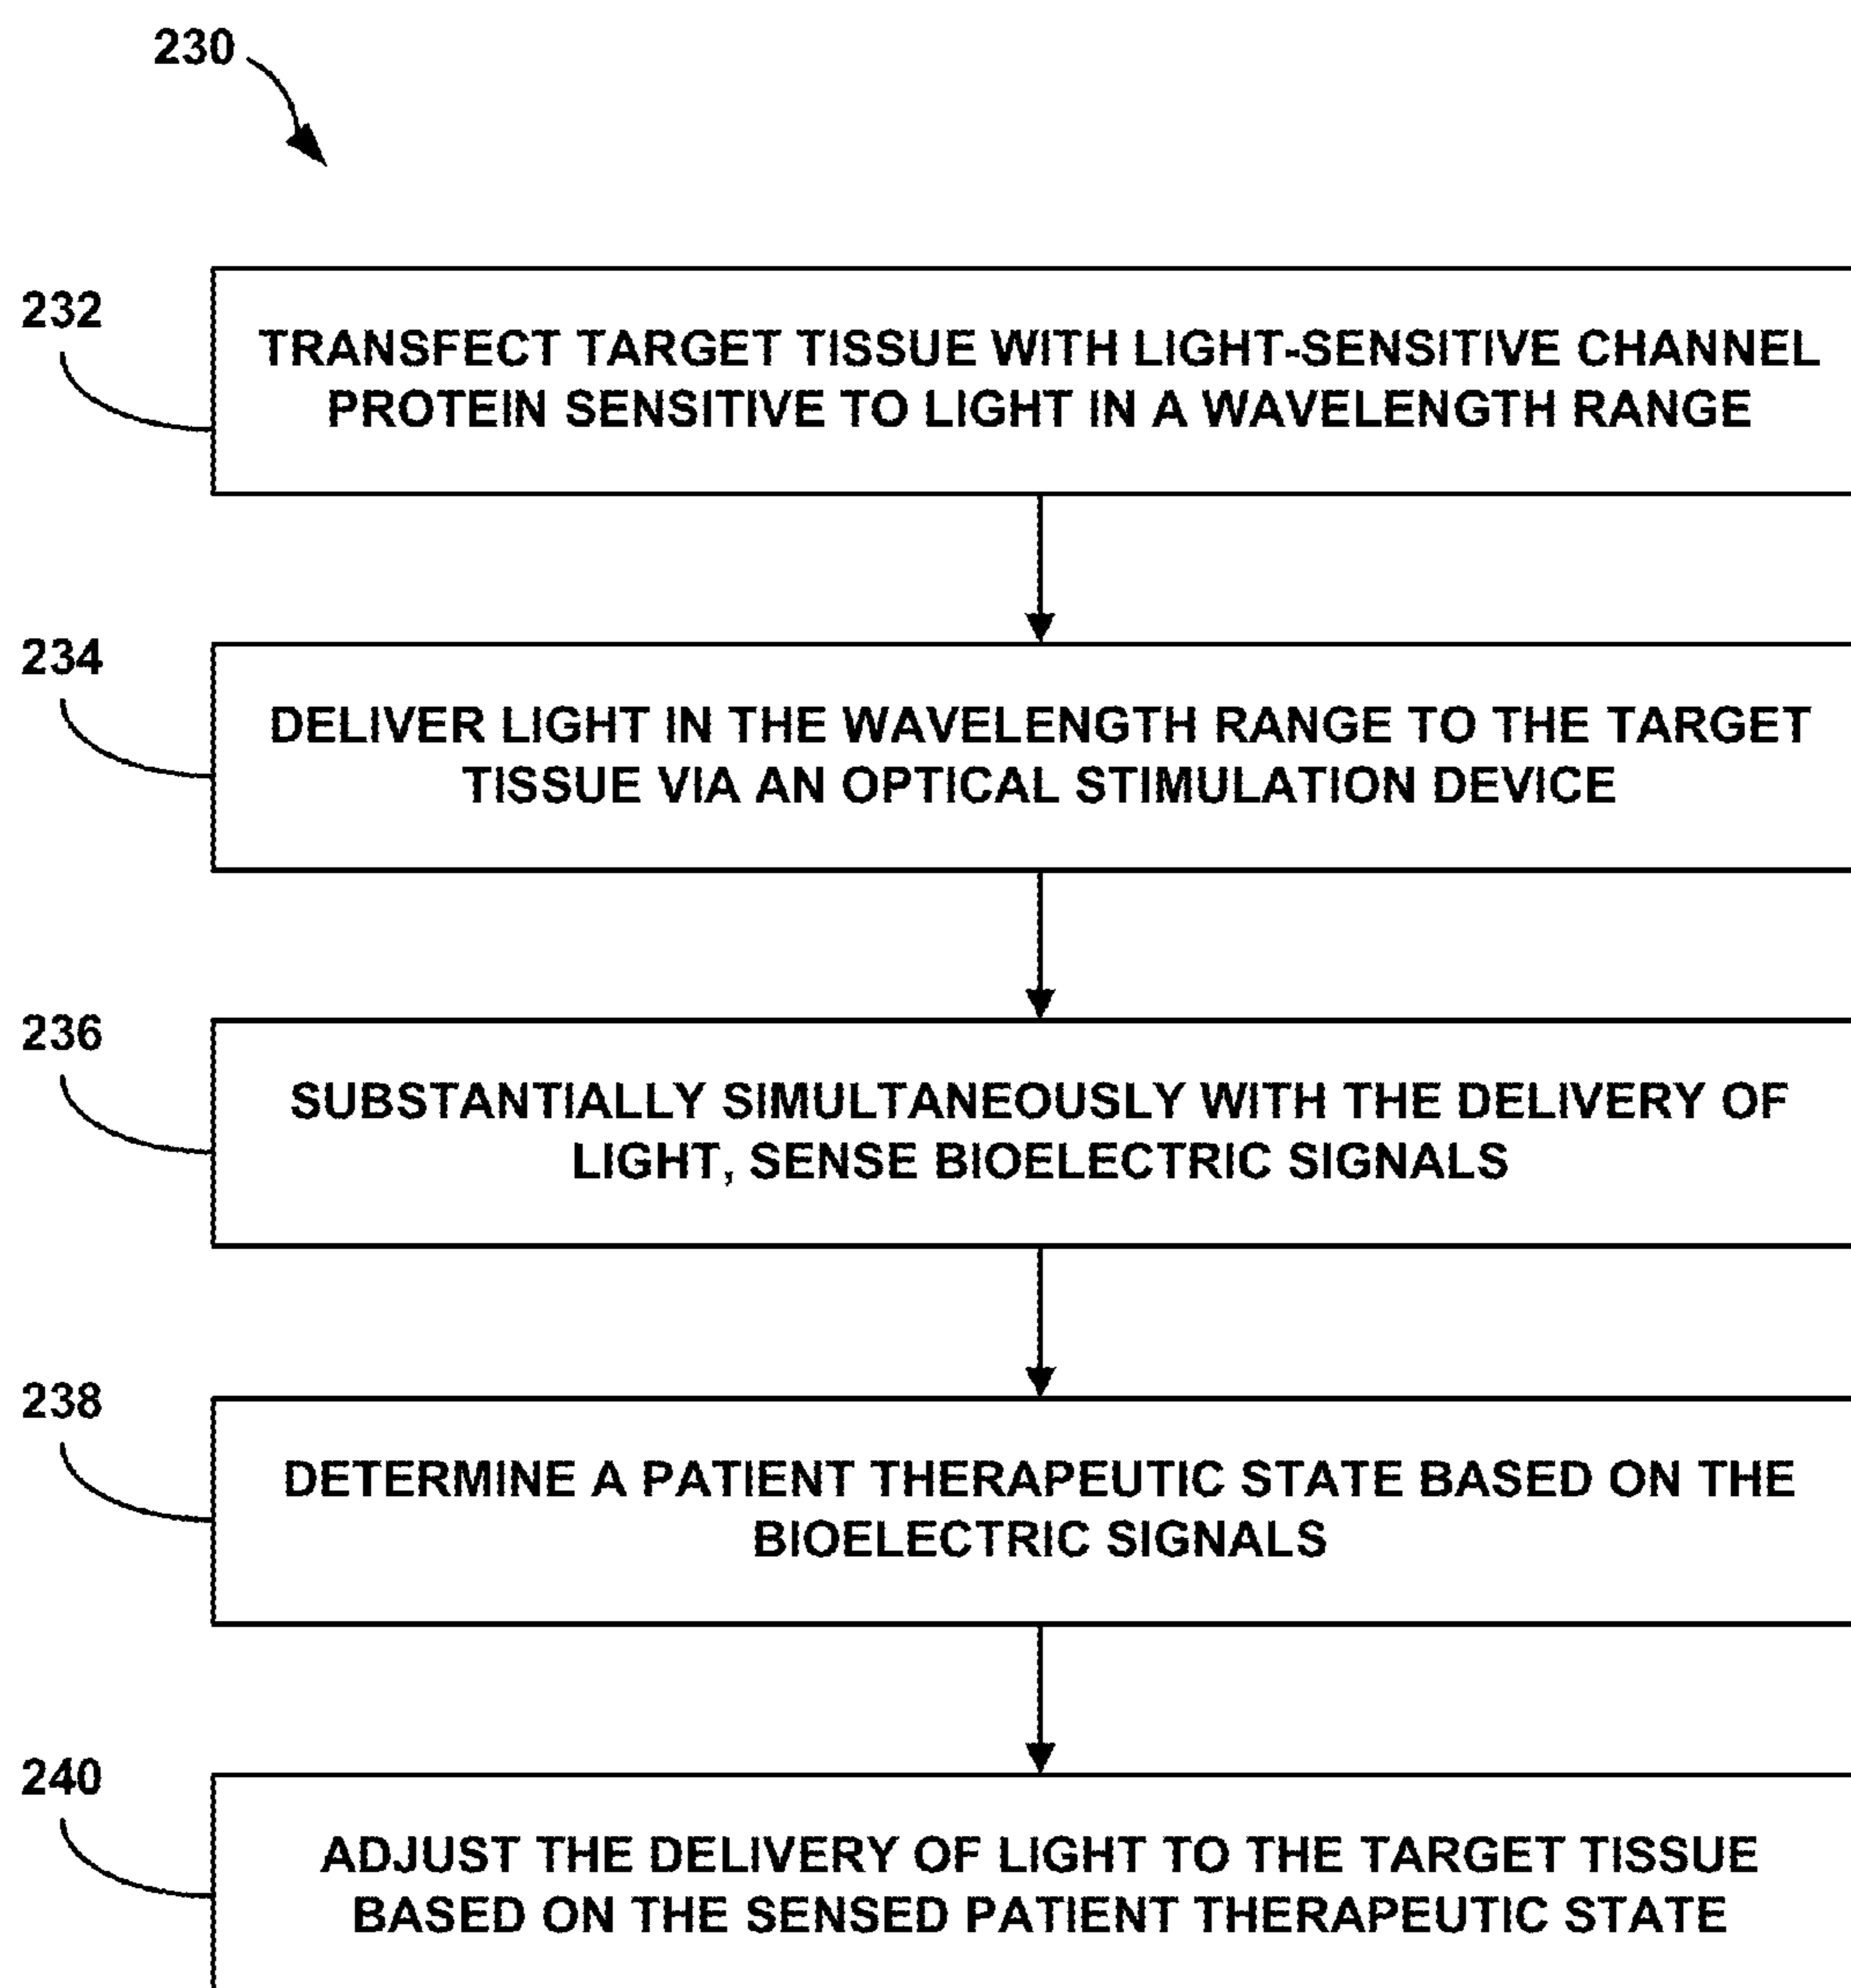 230
232
TRANSFECT TARGET TISSUE WITH LIGHT-SENSITIVE CHANNEL
PROTEIN SENSITIVE TO LIGHT IN A WAVELENGTH RANGE
234
DELIVER LIGHT IN THE WAVELENGTH RANGE TO THE TARGET
TISSUE VIA AN OPTICAL STIMULATION DEVICE
236
SUBSTANTIALLY SIMULTANEOUSLY WITH THE DELIVERY OF
LIGHT, SENSE BIOELECTRIC SIGNALS
238
DETERMINE A PATIENT THERAPEUTIC STATE BASED ON THE
BIOELECTRIC SIGNALS
240
ADJUST THE DELIVERY OF LIGHT TO THE TARGET TISSUE
BASED ON THE SENSED PATIENT THERAPEUTIC STATE